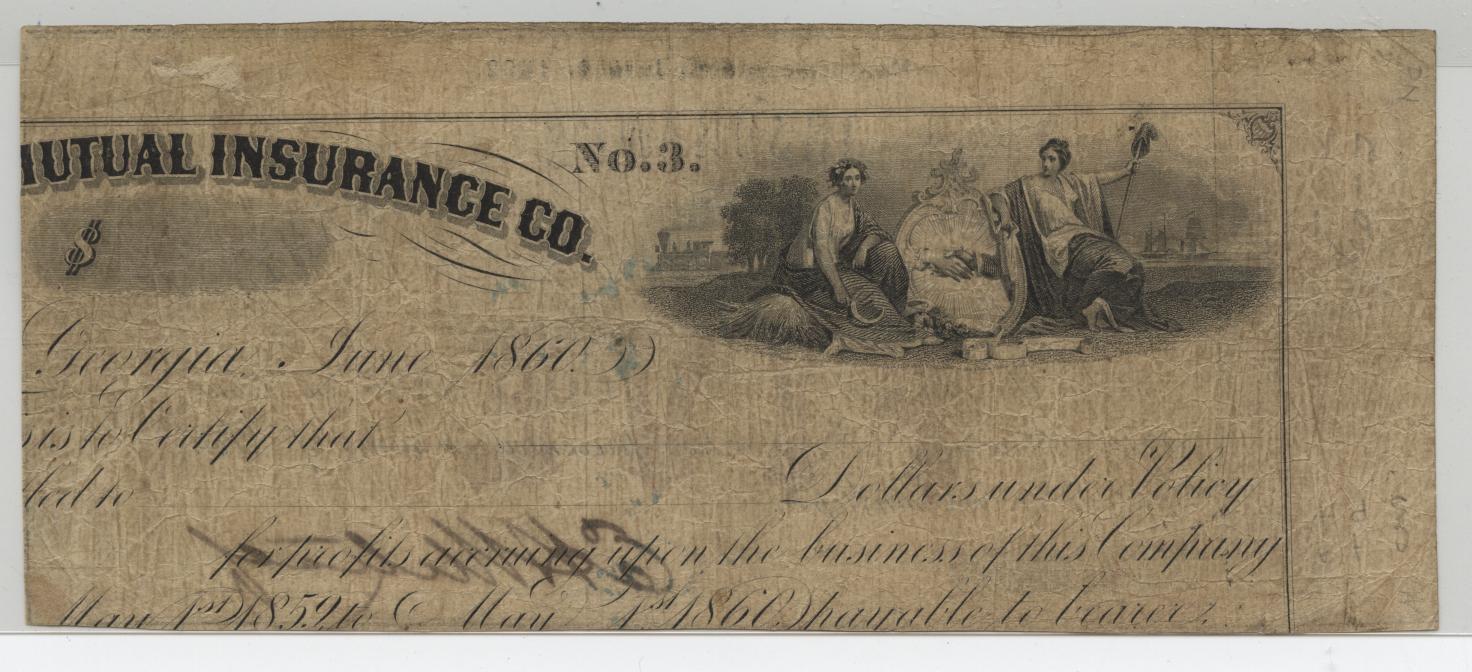 MUTUAL INSURANCE CO.
No. 3.
$
Georgia, June 1860.
is to Certify that
to
Dollars under Policy
for profits accruing upon the business of this Company
May 1st 1859, to May 1st 1860, payable to bearer,